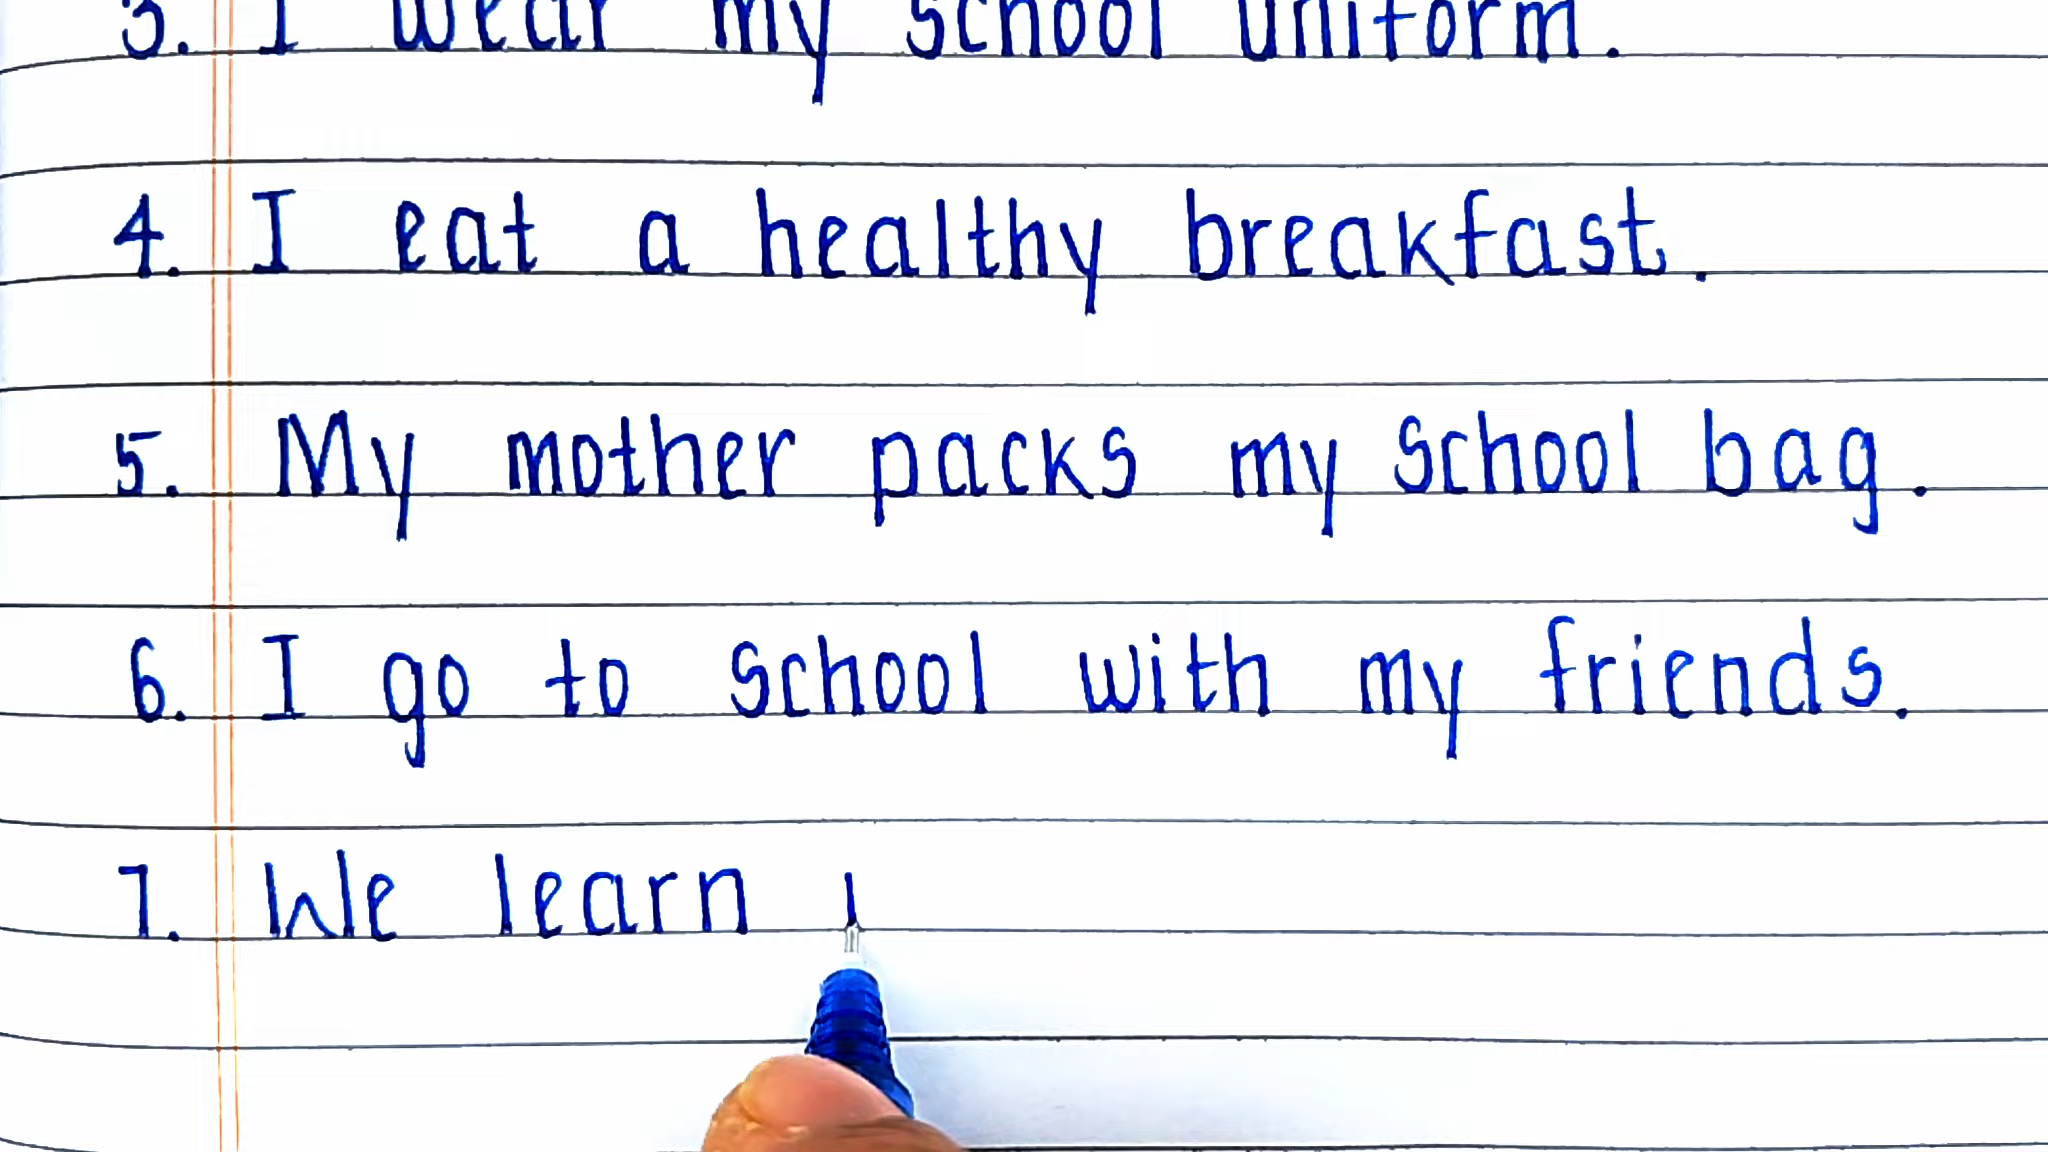 3. I wear my school uniform.
4. I eat a healthy breakfast.
5. My mother packs my school bag.
6. I go to school with my friends.
7. We learn